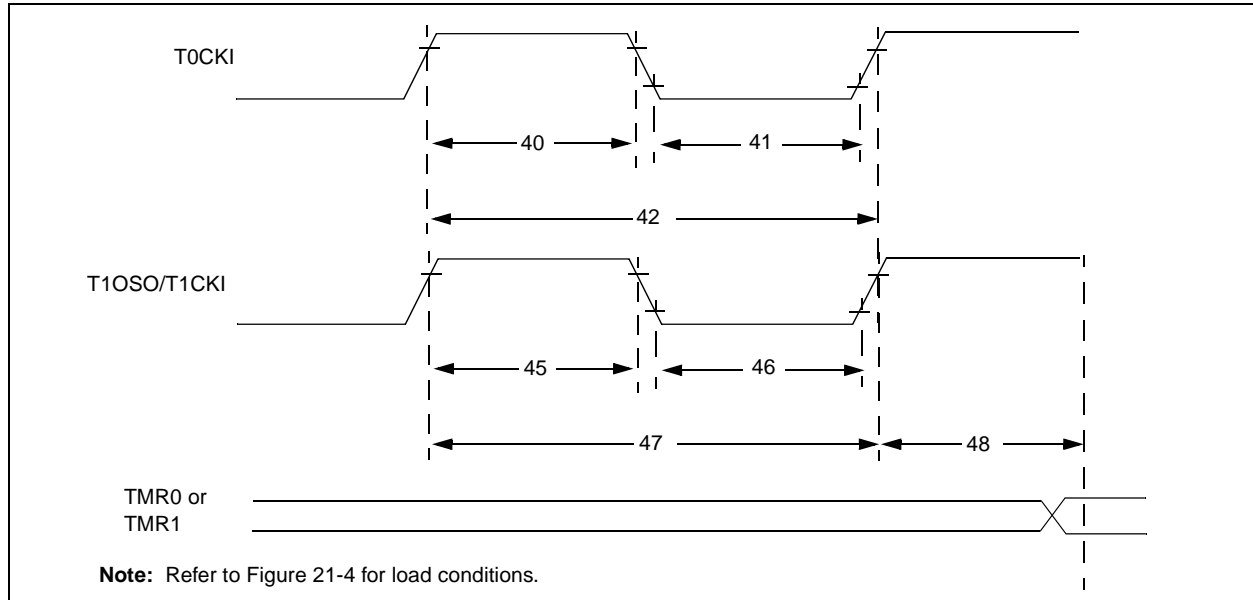 T0CKI
40
41
42
T1OSO/T1CKI
45
46
47
48
TMR0 or
TMR1
Note: Refer to Figure 21-4 for load conditions.